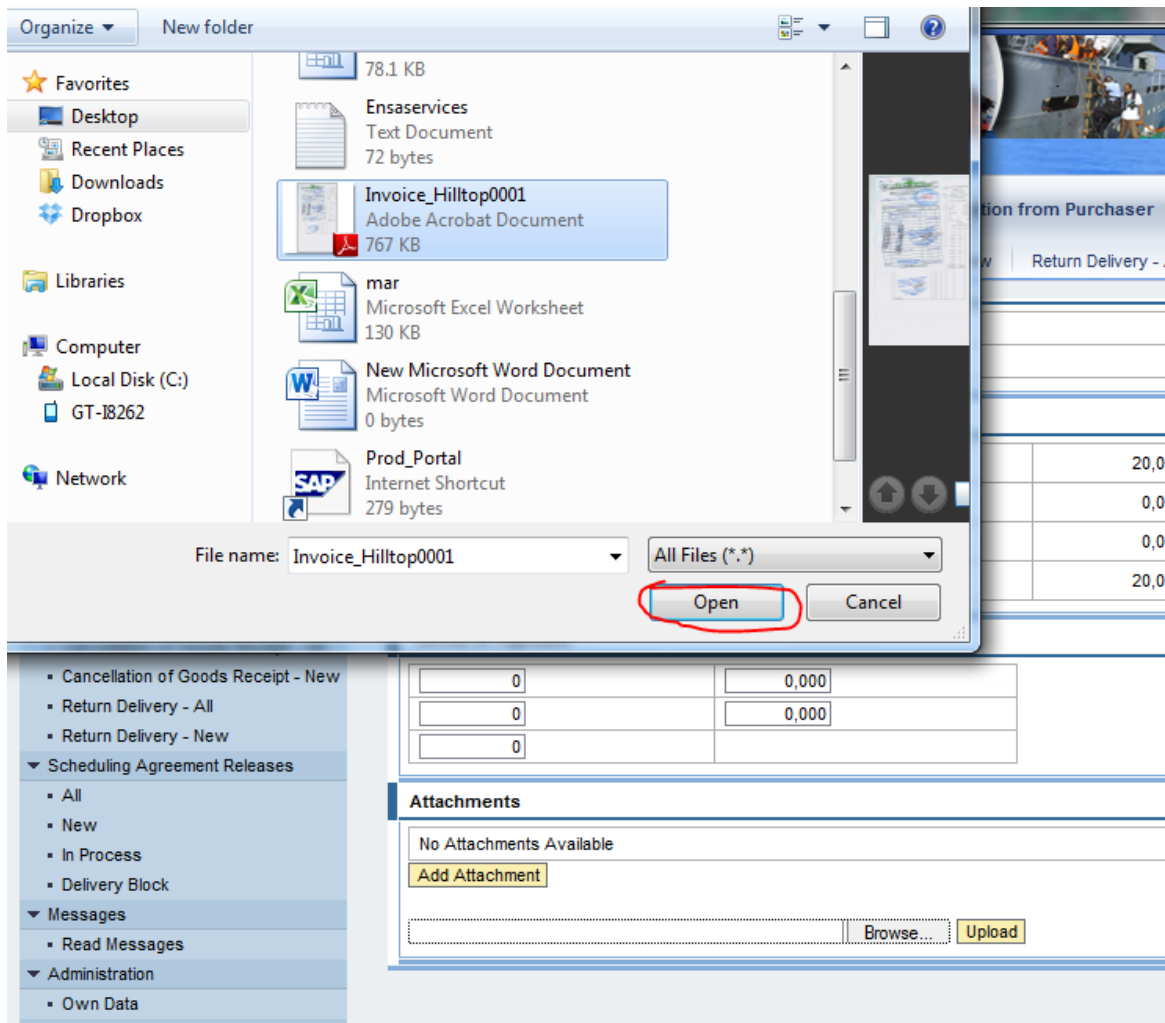 Organize
New folder
Favorites
Desktop
Recent Places
Downloads
Dropbox
Libraries
Computer
Local Disk (C:)
GT-I8262
Network
78.1 KB
Ensaservices
Text Document
72 bytes
Invoice_Hilltop0001
Adobe Acrobat Document
767 KB
mar
Microsoft Excel Worksheet
130 KB
New Microsoft Word Document
Microsoft Word Document
0 bytes
SAP
Prod_Portal
Internet Shortcut
279 bytes
File name: Invoice_Hilltop0001
All Files (*.*)
Open
Cancel
tion from Purchaser
w
Return Delivery -
20,0
0,0
0,0
20,0
Cancellation of Goods Receipt - New
Return Delivery - All
Return Delivery - New
Scheduling Agreement Releases
All
New
In Process
Delivery Block
Messages
Read Messages
Administration
Own Data
0 0,000
0 0,000
0
Attachments
No Attachments Available
Add Attachment
Browse... Upload